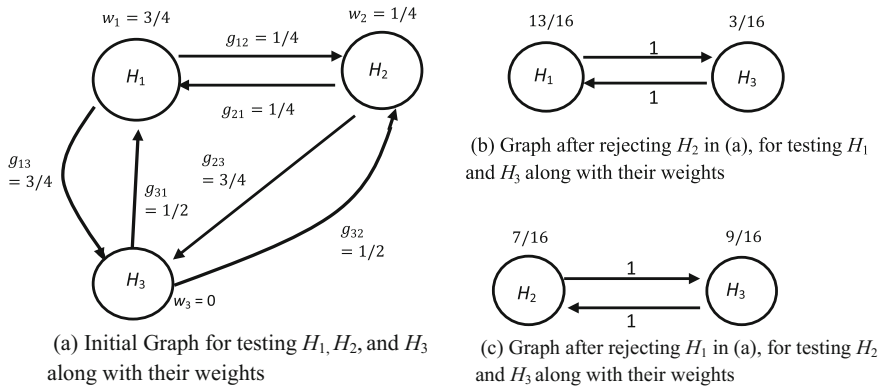 w₁ = 3/4
w₂ = 1/4
g₁₂ = 1/4
H₁
H₂
g₂₁ = 1/4
g₁₃
= 3/4
g₂₃
= 3/4
g₃₁
= 1/2
g₃₂
= 1/2
H₃
w₃ = 0
(a) Initial Graph for testing H₁, H₂, and H₃
along with their weights
13/16
3/16
1
H₁
H₃
1
(b) Graph after rejecting H₂ in (a), for testing H₁
and H₃ along with their weights
7/16
9/16
1
H₂
H₃
1
(c) Graph after rejecting H₁ in (a), for testing H₂
and H₃ along with their weights